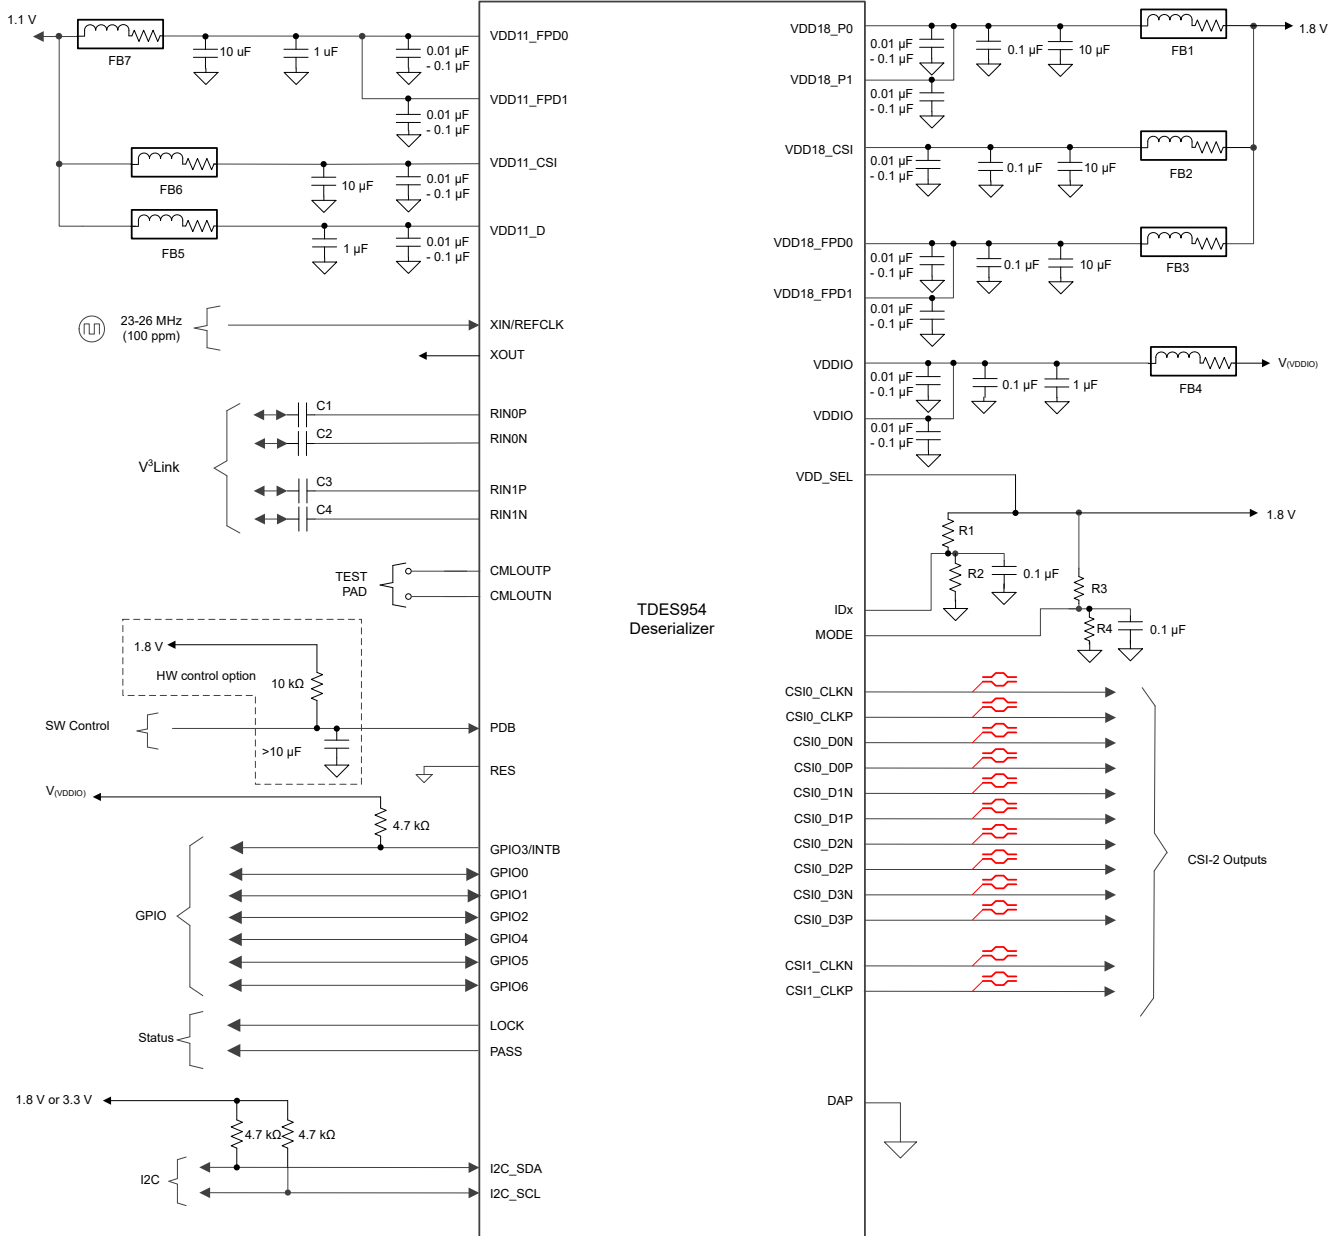 1.1 V
FB7
10 uF
1 uF
0.01 µF
- 0.1 µF
VDD11_FPD0
0.01 µF
- 0.1 µF
VDD11_FPD1
FB6
10 µF
0.01 µF
- 0.1 µF
VDD11_CSI
FB5
1 µF
0.01 µF
- 0.1 µF
VDD11_D
23-26 MHz
(100 ppm)
XIN/REFCLK
XOUT
V³Link
C1
RIN0P
C2
RIN0N
C3
RIN1P
C4
RIN1N
TEST
PAD
CMLOUTP
CMLOUTN
1.8 V
HW control option
10 kΩ
SW Control
>10 µF
PDB
RES
V(VDDIO)
4.7 kΩ
GPIO
GPIO3/INTB
GPIO0
GPIO1
GPIO2
GPIO4
GPIO5
GPIO6
Status
LOCK
PASS
1.8 V or 3.3 V
4.7 kΩ
4.7 kΩ
I2C
I2C_SDA
I2C_SCL
TDES954
Deserializer
VDD18_P0
0.01 µF
- 0.1 µF
0.1 µF
10 µF
FB1
1.8 V
VDD18_P1
0.01 µF
- 0.1 µF
VDD18_CSI
0.01 µF
- 0.1 µF
0.1 µF
10 µF
FB2
VDD18_FPD0
0.01 µF
- 0.1 µF
0.1 µF
10 µF
FB3
VDD18_FPD1
0.01 µF
- 0.1 µF
VDDIO
0.01 µF
- 0.1 µF
0.1 µF
1 µF
FB4
V(VDDIO)
VDDIO
0.01 µF
- 0.1 µF
VDD_SEL
1.8 V
R1
R2
0.1 µF
R3
IDx
MODE
R4
0.1 µF
CSI0_CLKN
CSI0_CLKP
CSI0_D0N
CSI0_D0P
CSI0_D1N
CSI0_D1P
CSI0_D2N
CSI0_D2P
CSI0_D3N
CSI0_D3P
CSI1_CLKN
CSI1_CLKP
CSI-2 Outputs
DAP